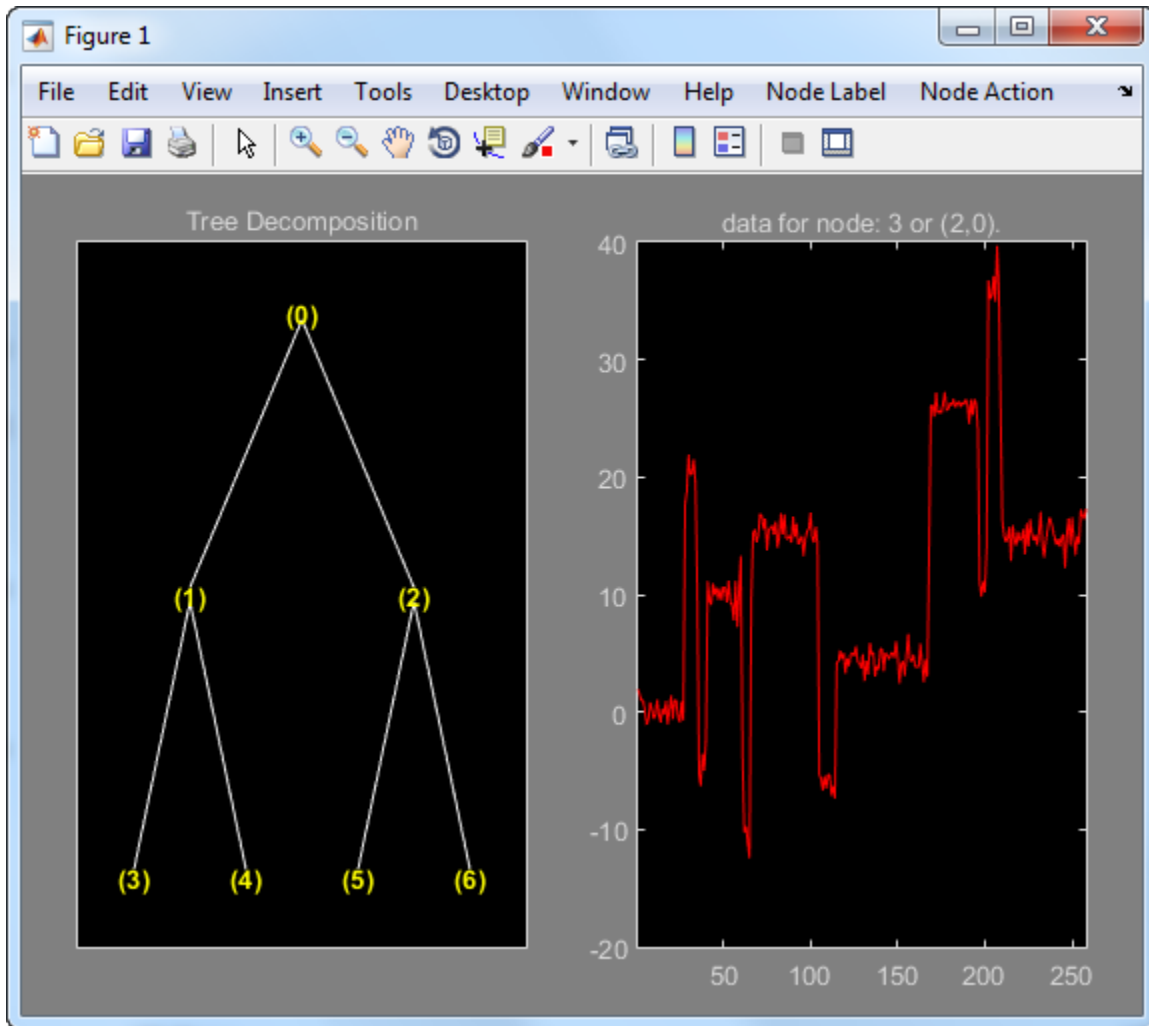 Figure 1
File Edit View Insert Tools Desktop Window Help Node Label Node Action
Tree Decomposition
(0)
(1) (2)
(3) (4) (5) (6)
data for node: 3 or (2,0).
40
30
20
10
0
-10
-20
50 100 150 200 250